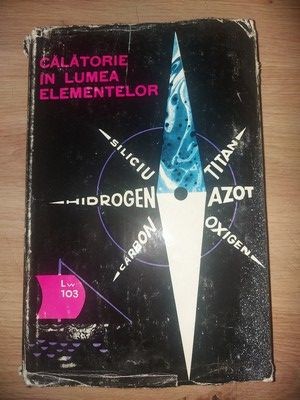 CĂLĂTORIE
ÎN LUMEA
ELEMENTELOR
SILICIU
TITAN
HIDROGEN
AZOT
CARBON
OXIGEN
Lw
103